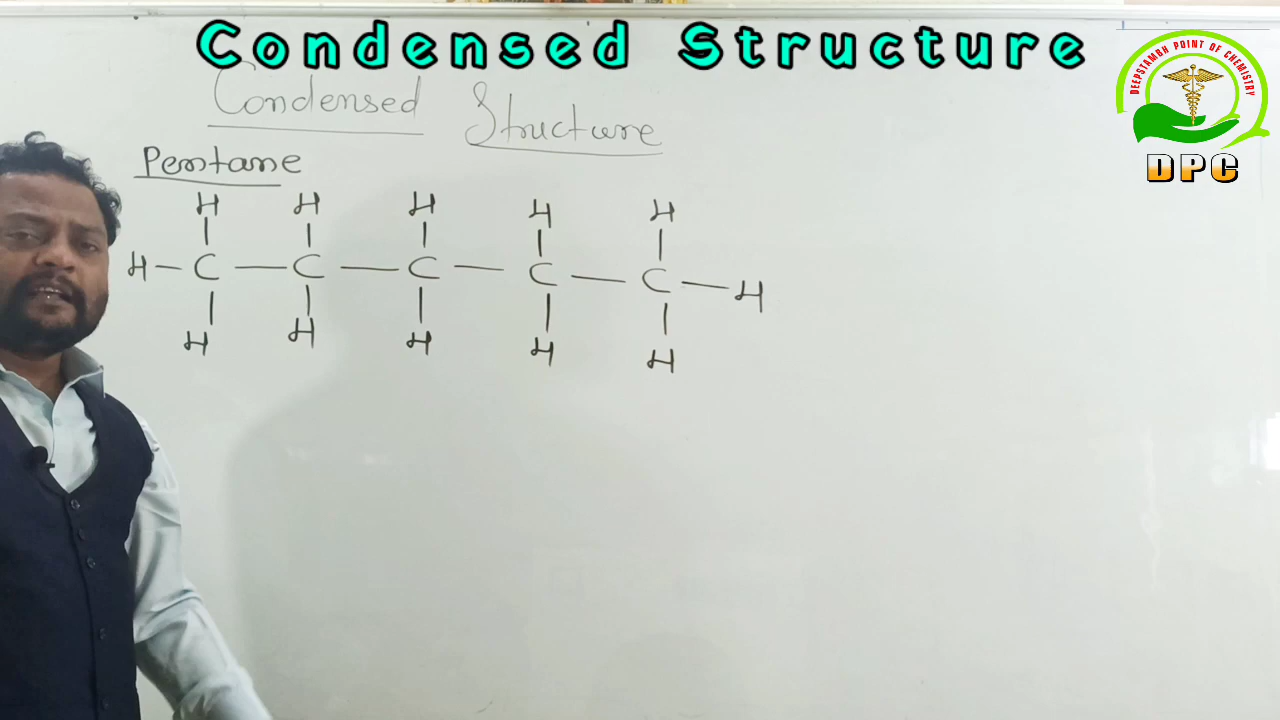 Condensed Structure
DEEPSTAMBH POINT OF CHEMISTRY
DPC
Condensed Structure
Pentane
H H H H H
H — C — C — C — C — C — H
H H H H H